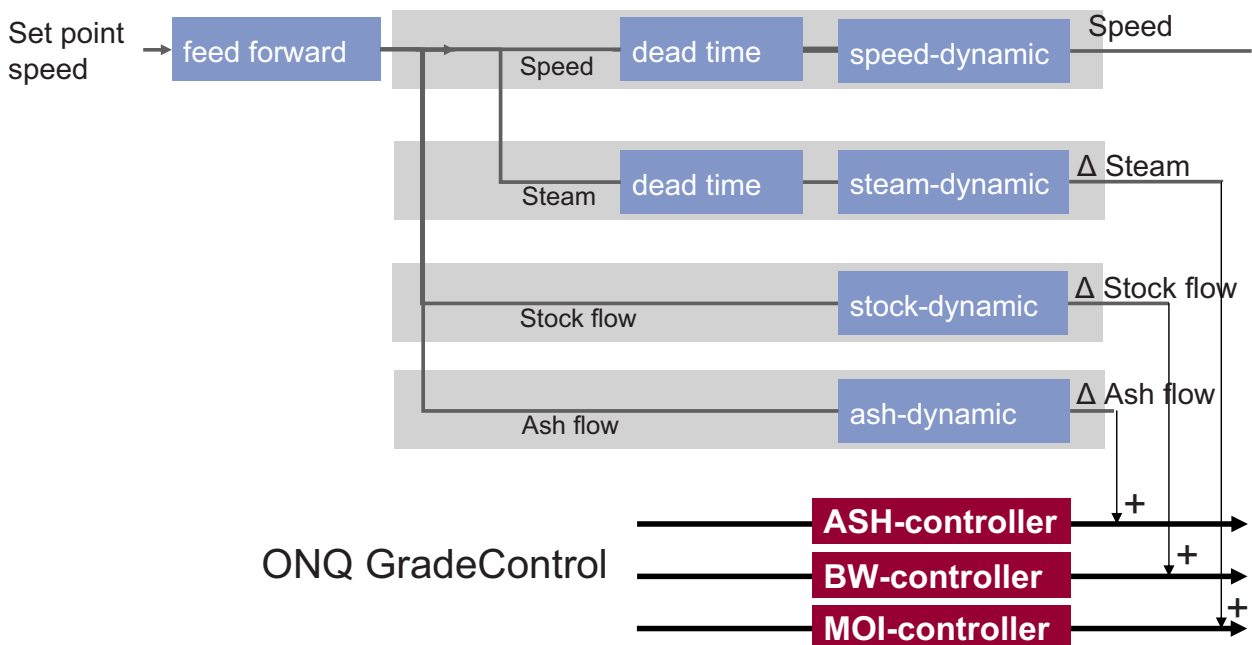 Set point
speed
feed forward
Speed
dead time
speed-dynamic
Speed
Steam
dead time
steam-dynamic
Δ Steam
Stock flow
stock-dynamic
Δ Stock flow
Ash flow
ash-dynamic
Δ Ash flow
ONQ GradeControl
ASH-controller
+
BW-controller
+
MOI-controller
+